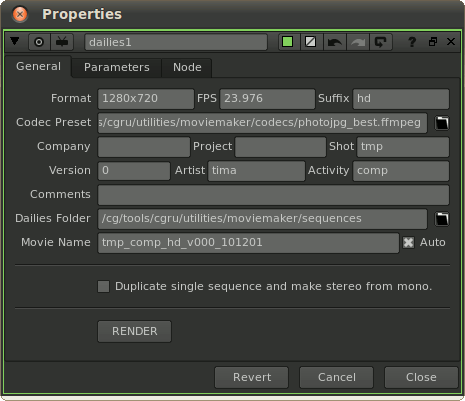 Properties
dailies1
?
General Parameters Node
Format 1280x720 FPS 23.976 Suffix hd
Codec Preset s/cgru/utilities/moviemaker/codecs/photojpg_best.ffmpeg
Company Project Shot tmp
Version 0 Artist tima Activity comp
Comments
Dailies Folder /cg/tools/cgru/utilities/moviemaker/sequences
Movie Name tmp_comp_hd_v000_101201 Auto
Duplicate single sequence and make stereo from mono.
RENDER
Revert Cancel Close